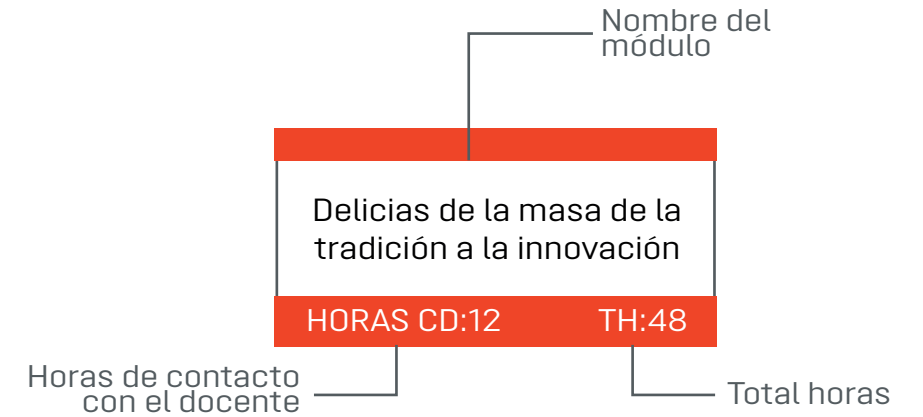 Nombre del
módulo
Delicias de la masa de la
tradición a la innovación
HORAS CD:12 TH:48
Horas de contacto
con el docente
Total horas